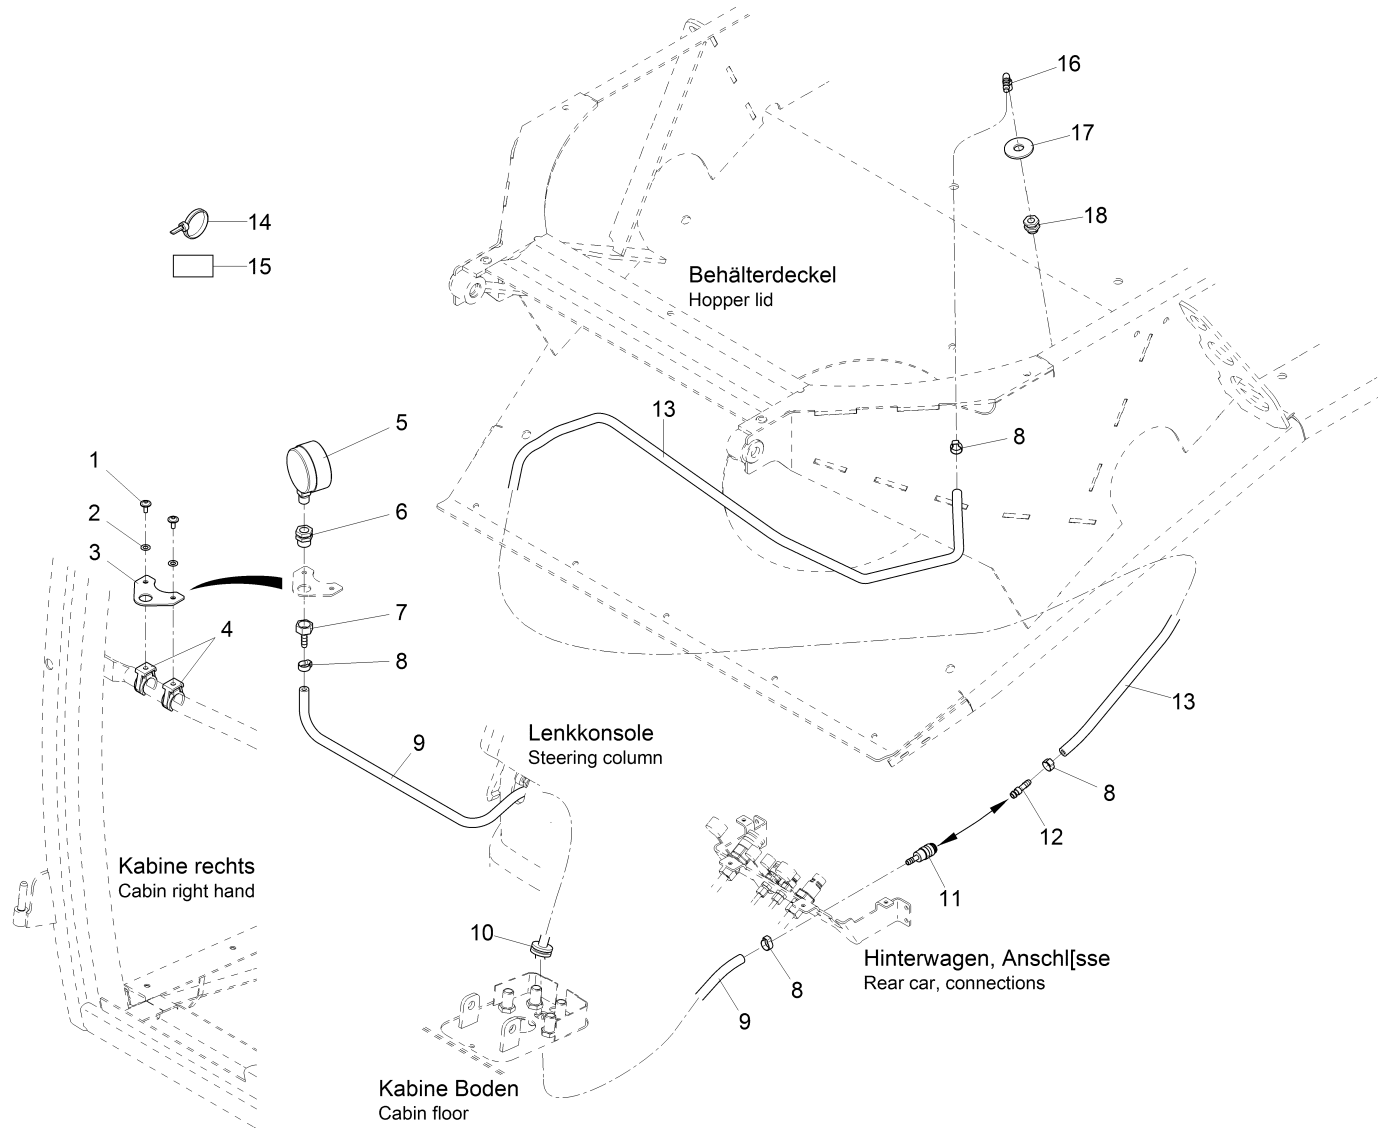 16
17
18
14
15
Behälterdeckel
Hopper lid
13
5
8
1
2
6
3
7
4
8
13
9
Lenkkonsole
Steering column
8
12
11
Kabine rechts
Cabin right hand
10
Hinterwagen, Anschl[sse
Rear car, connections
8
9
Kabine Boden
Cabin floor